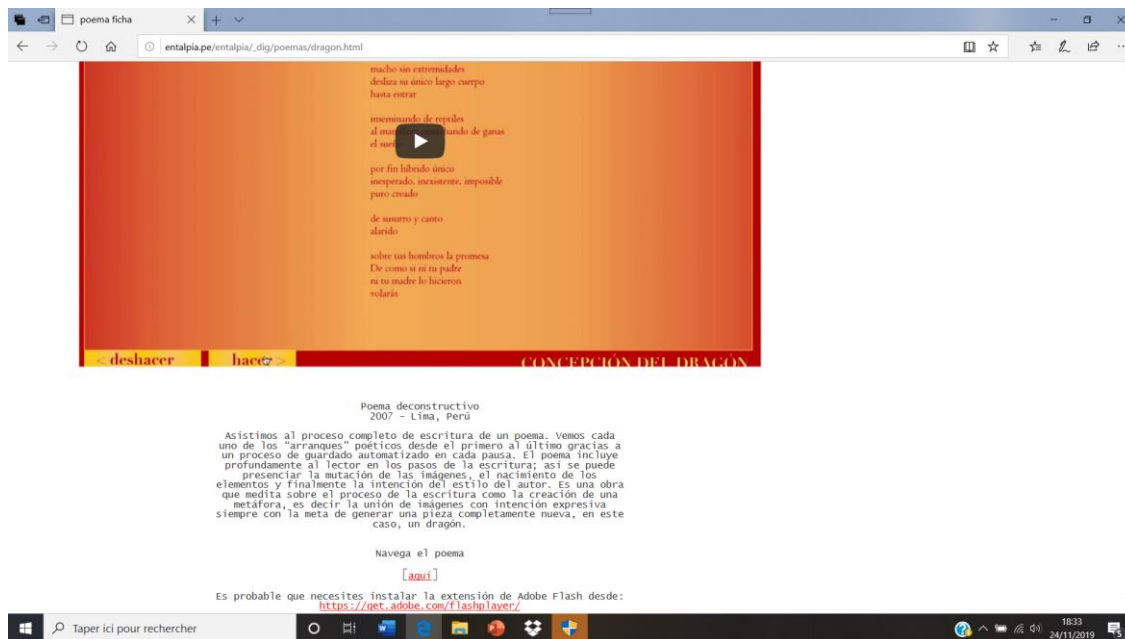 poema ficha
entalpia.pe/entalpia/_dig/poemas/dragon.html
macho sin extremidades
desliza su único largo cuerpo
hasta entrar
inseminando de reptiles
al de ganas
el
por fin híbrido único
inesperado, inexistente, imposible
puro creado
de susurro y canto
alarido
sobre tus hombros la promesa
De como si ni tu padre
ni tu madre lo hicieron
volarás
< deshacer
hacer >
CONCEPCIÓN DEL DRAGÓN
Poema deconstructivo
2007 - Lima, Perú
Asistimos al proceso completo de escritura de un poema. Vemos cada
uno de los "arranques" poéticos desde el primero al último gracias a
un proceso de guardado automatizado en cada pausa. El poema incluye
profundamente al lector en los pasos de la escritura; así se puede
presenciar la mutación de las imágenes, el nacimiento de los
elementos y finalmente la intención del estilo del autor. Es una obra
que medita sobre el proceso de la escritura como la creación de una
metáfora, es decir la unión de imágenes con intención expresiva
siempre con la meta de generar una pieza completamente nueva, en este
caso, un dragón.
Navega el poema
[aquí]
Es probable que necesites instalar la extensión de Adobe Flash desde:
https://get.adobe.com/flashplayer/
Taper ici pour rechercher
18:33
24/11/2019